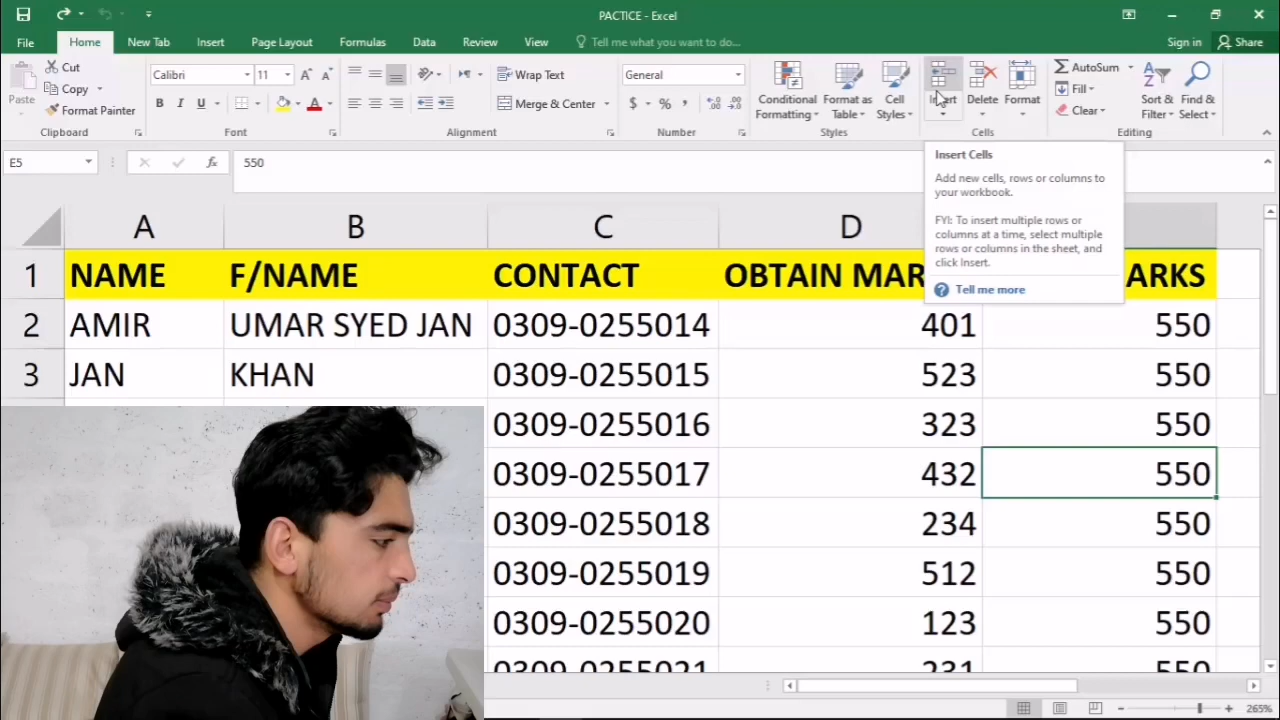 PACTICE - Excel
File Home New Tab Insert Page Layout Formulas Data Review View Tell me what you want to do... Sign in Share
Cut
Copy
Format Painter
Paste
Clipboard
Calibri 11
B I U
Font
Wrap Text
Merge & Center
Alignment
General
$ % ,
Number
Conditional Formatting
Format as Table
Cell Styles
Styles
Insert Delete Format
Cells
AutoSum
Fill
Clear
Sort & Filter
Find & Select
Editing
E5 fx 550
Insert Cells
Add new cells, rows or columns to
your workbook.
FYI: To insert multiple rows or
columns at a time, select multiple
rows or columns in the sheet, and
click Insert.
Tell me more
A B C D
1 NAME F/NAME CONTACT OBTAIN MAR ARKS
2 AMIR UMAR SYED JAN 0309-0255014 401 550
3 JAN KHAN 0309-0255015 523 550
0309-0255016 323 550
0309-0255017 432 550
0309-0255018 234 550
0309-0255019 512 550
0309-0255020 123 550
0309-0255021 231 550
265%